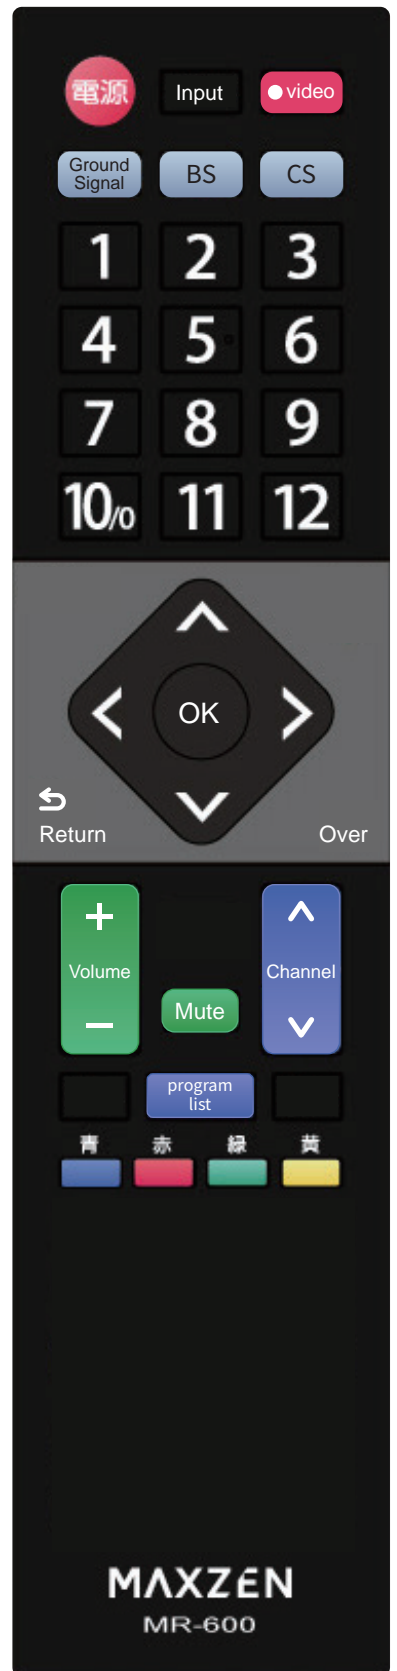 電源 Input video
Ground
Signal
BS CS
1 2 3
4 5 6
7 8 9
10/0 11 12
OK
Return Over
Volume
Mute
Channel
program
list
青 赤 緑 黄
MAXZEN
MR-600